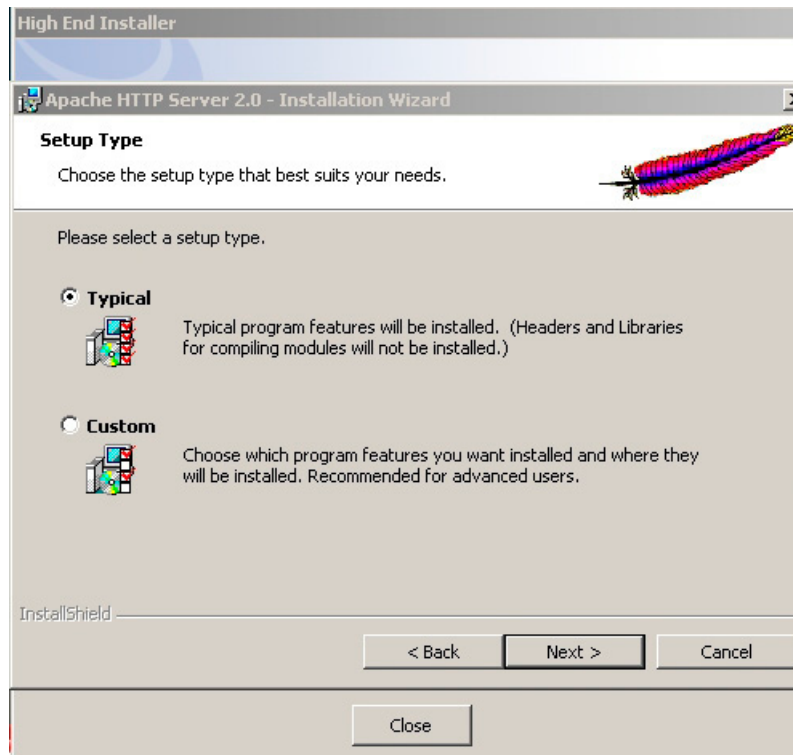 High End Installer
Apache HTTP Server 2.0 - Installation Wizard
Setup Type
Choose the setup type that best suits your needs.
Please select a setup type.
Typical
Typical program features will be installed. (Headers and Libraries
for compiling modules will not be installed.)
Custom
Choose which program features you want installed and where they
will be installed. Recommended for advanced users.
InstallShield
< Back Next > Cancel
Close